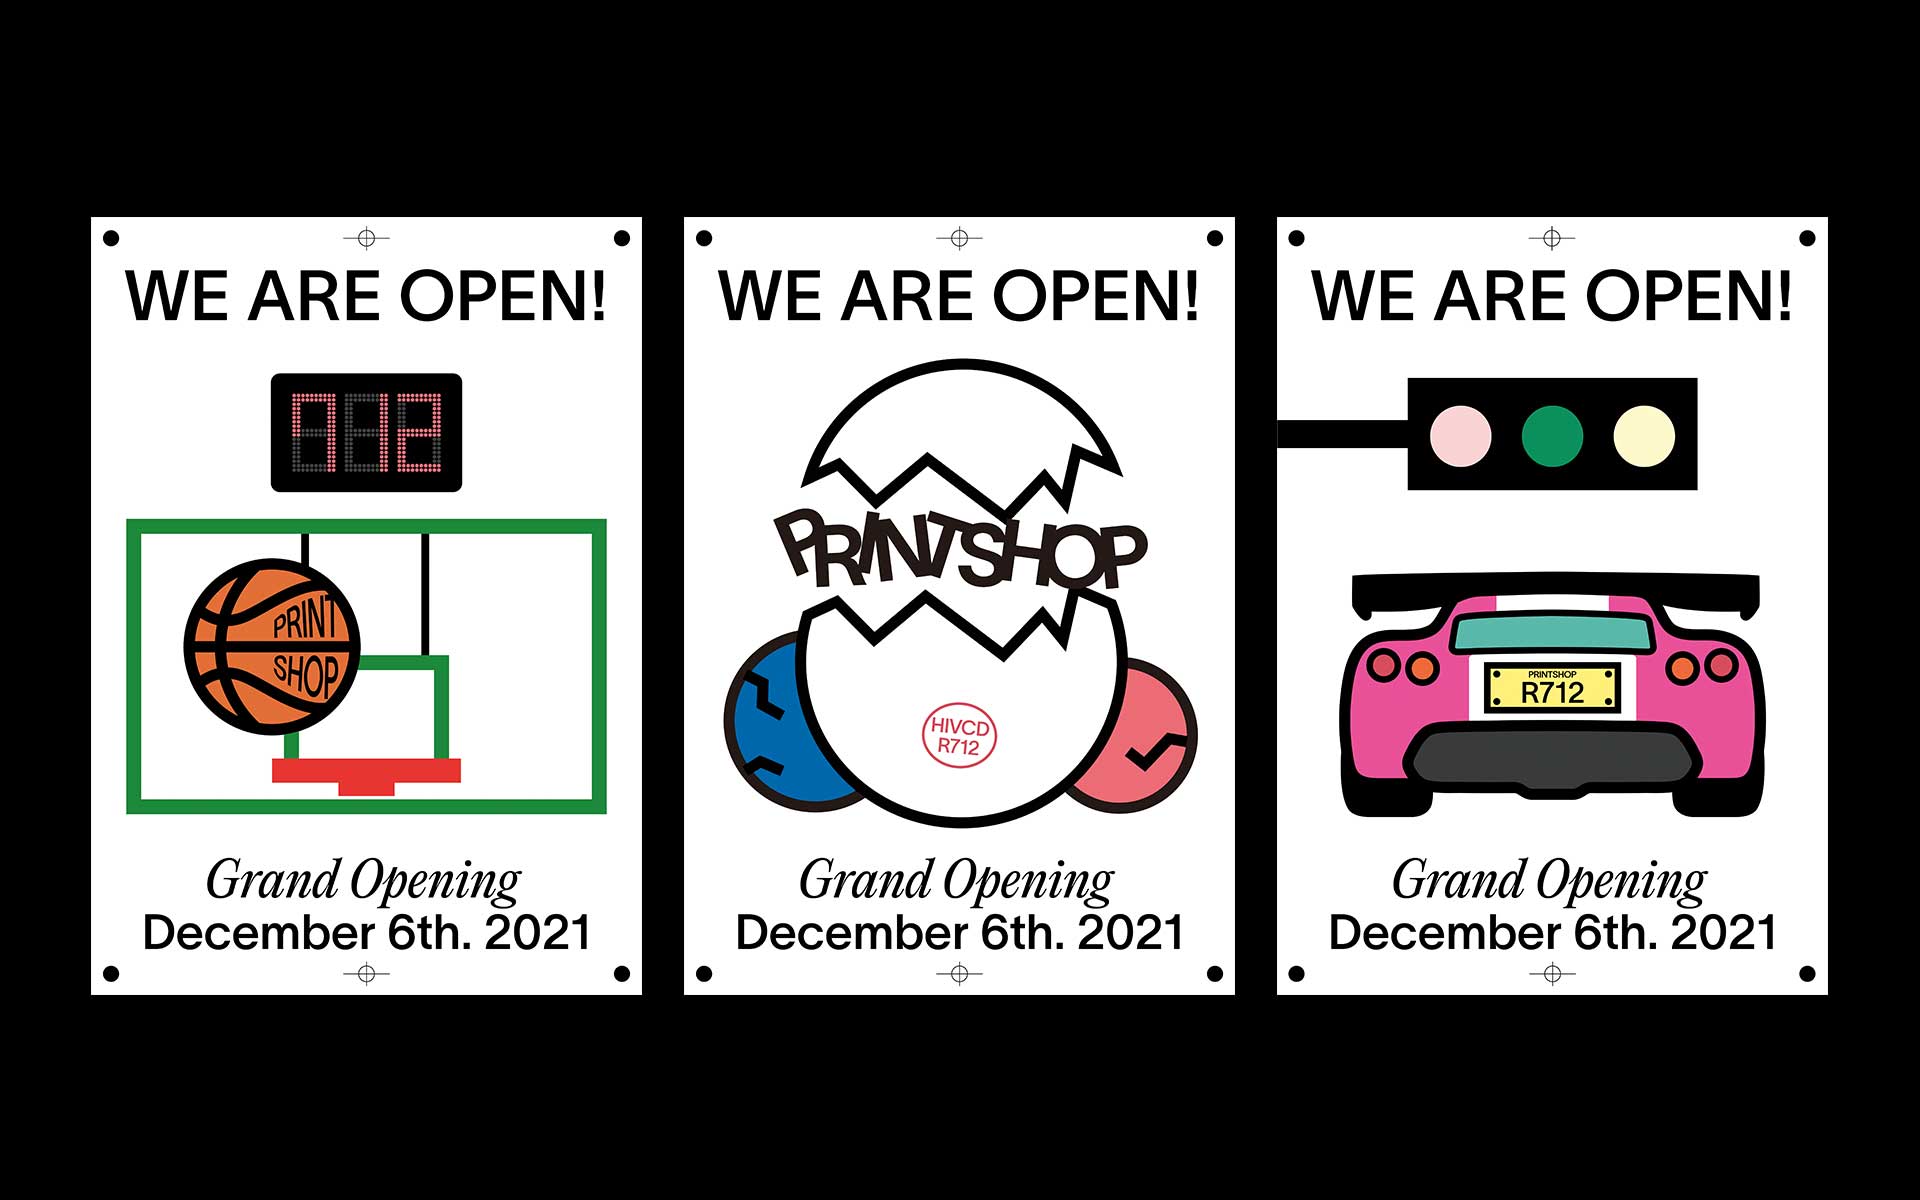 WE ARE OPEN!
712
PRINT
SHOP
Grand Opening
December 6th. 2021
WE ARE OPEN!
PRINTSHOP
HIVCD
R712
Grand Opening
December 6th. 2021
WE ARE OPEN!
PRINTSHOP
R712
Grand Opening
December 6th. 2021